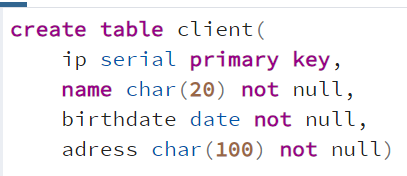 create table client(
ip serial primary key,
name char(20) not null,
birthdate date not null,
adress char(100) not null)